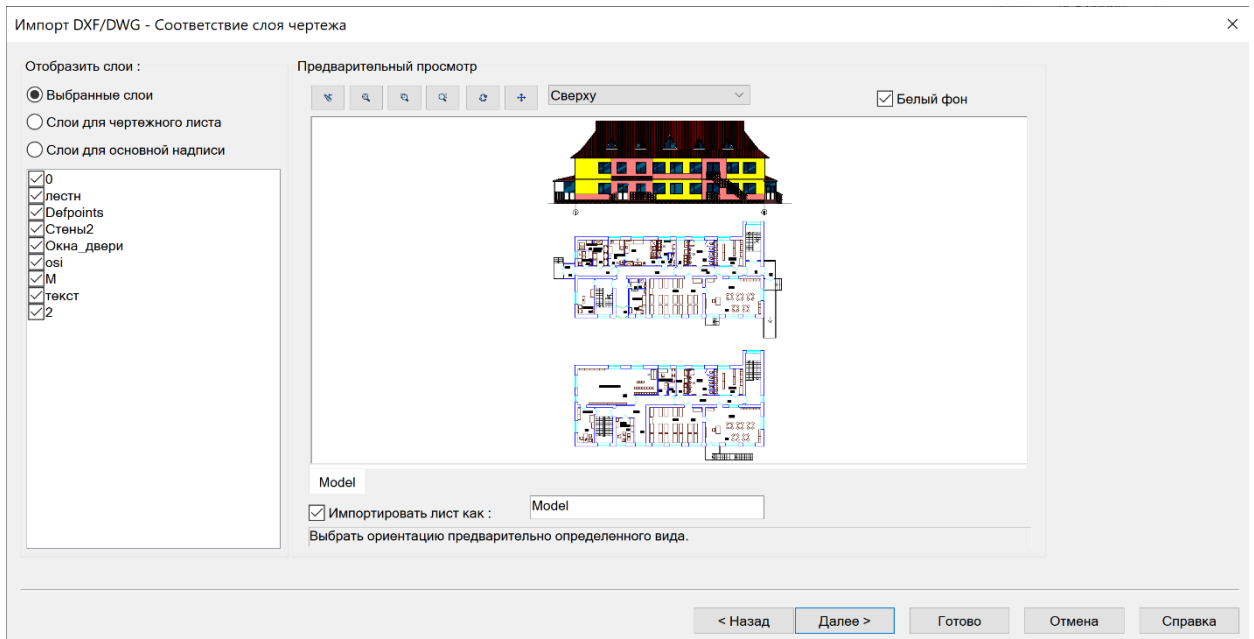 Импорт DXF/DWG - Соответствие слоя чертежа
Отобразить слои :
Выбранные слои
Слои для чертежного листа
Слои для основной надписи
0
лестн
Defpoints
Стены2
Окна_двери
osi
M
текст
2
Предварительный просмотр
Сверху
Белый фон
Model
Импортировать лист как :
Model
Выбрать ориентацию предварительно определенного вида.
< Назад
Далее >
Готово
Отмена
Справка